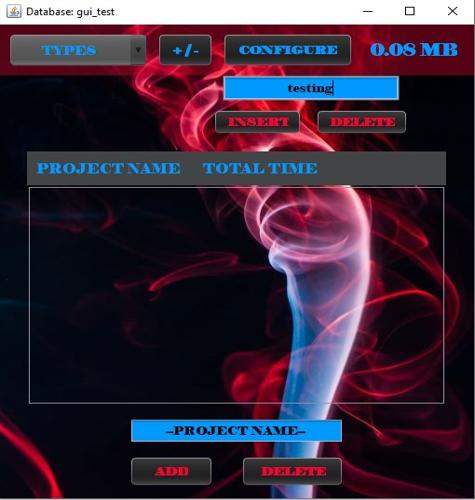 Database: gui_test
TYPES +/- CONFIGURE 0.08 MB
testing
INSERT DELETE
PROJECT NAME TOTAL TIME
--PROJECT NAME--
ADD DELETE